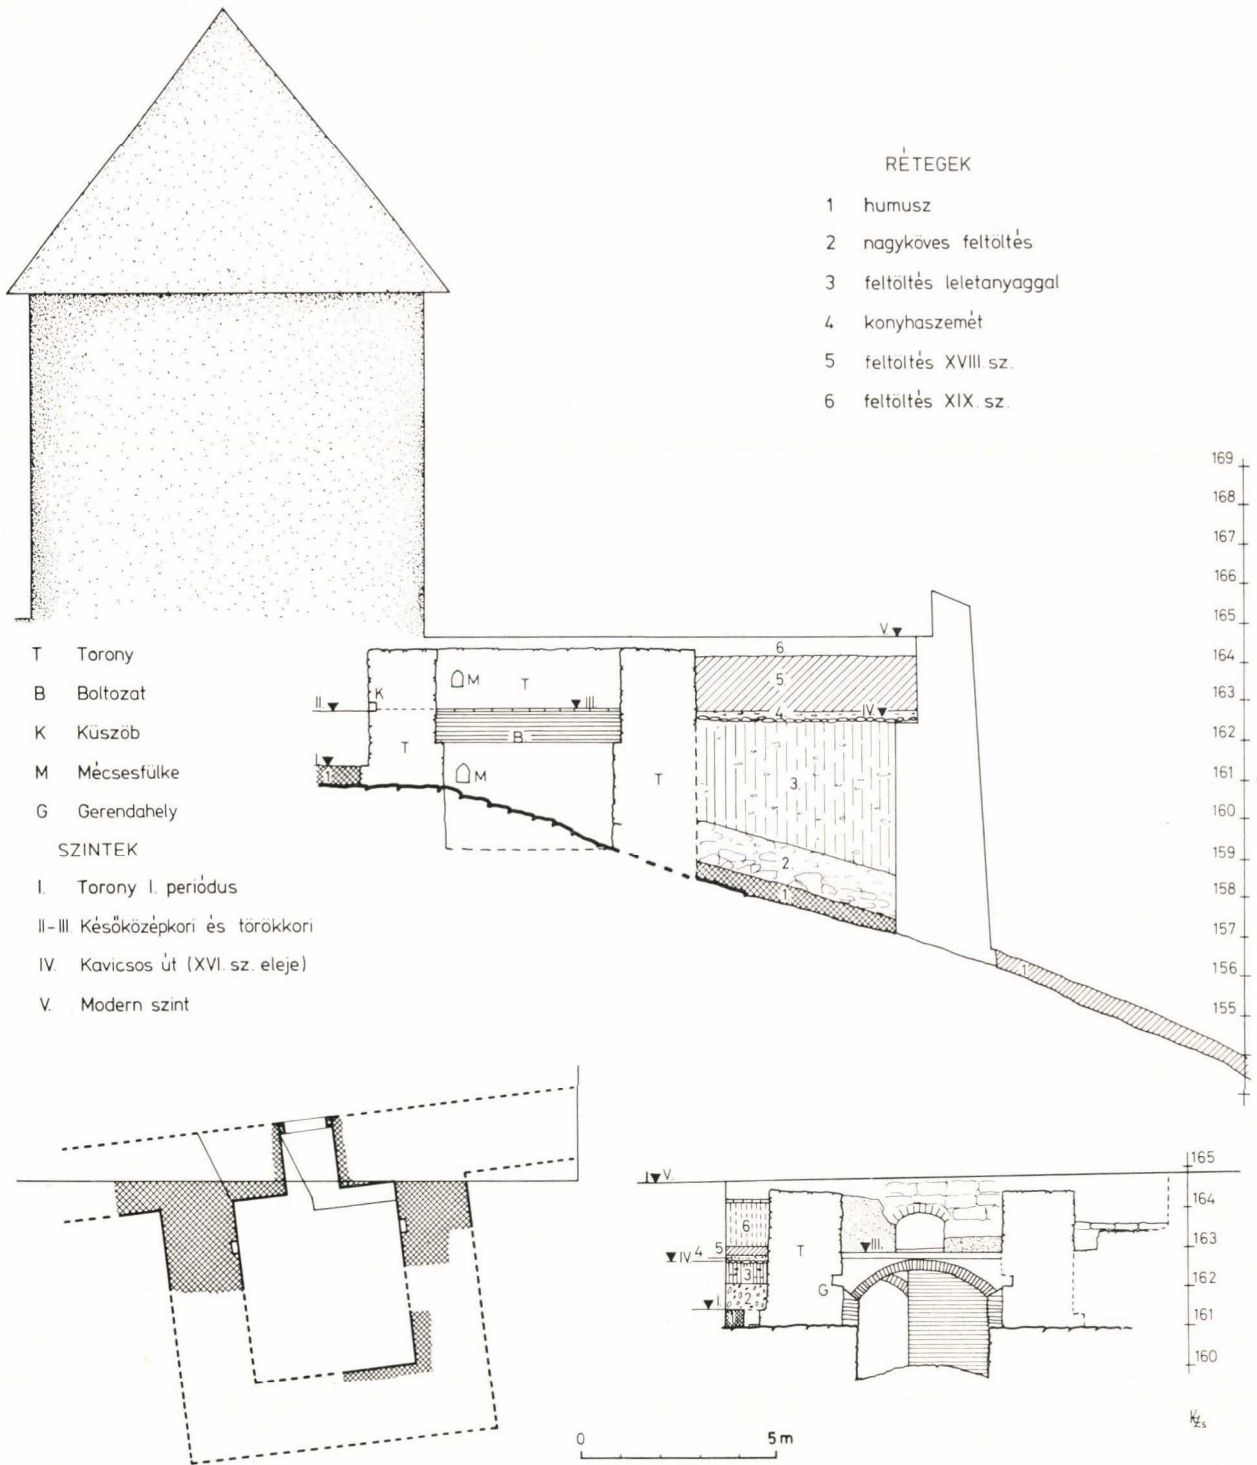 RÉTEGEK
1 humusz
2 nagyköves feltöltés
3 feltöltés leletanyaggal
4 konyhaszemét
5 feltöltés XVIII. sz.
6 feltöltés XIX. sz.
T Torony
B Boltozat
K Küszöb
M Mécsesfülke
G Gerendahely
SZINTEK
I. Torony I. periódus
II-III. Későközépkori és törökkori
IV. Kavicsos út (XVI. sz. eleje)
V. Modern szint
169
168
167
166
165
164
163
162
161
160
159
158
157
156
155
V.
6
5
4
IV
3.
2.
1
1
M
T
K
II
III.
B
T
T
M
I.
1
V.
165
164
163
162
161
160
6
5
4
IV
3
2
I.
T
III.
G
0 5m